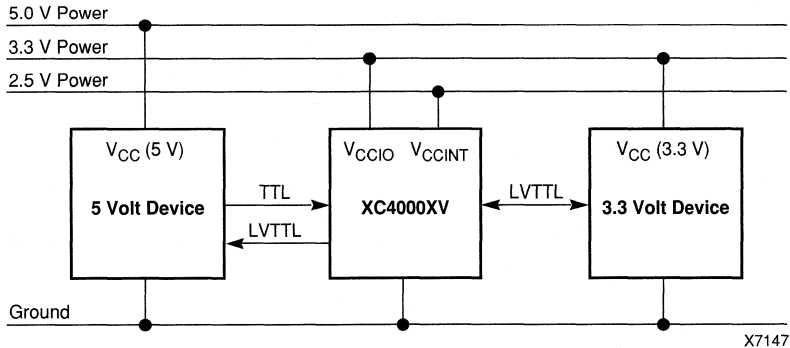 5.0 V Power
3.3 V Power
2.5 V Power
VCC (5 V)
5 Volt Device
TTL
LVTTL
VCCIO VCCINT
XC4000XV
LVTTL
VCC (3.3 V)
3.3 Volt Device
Ground
X7147